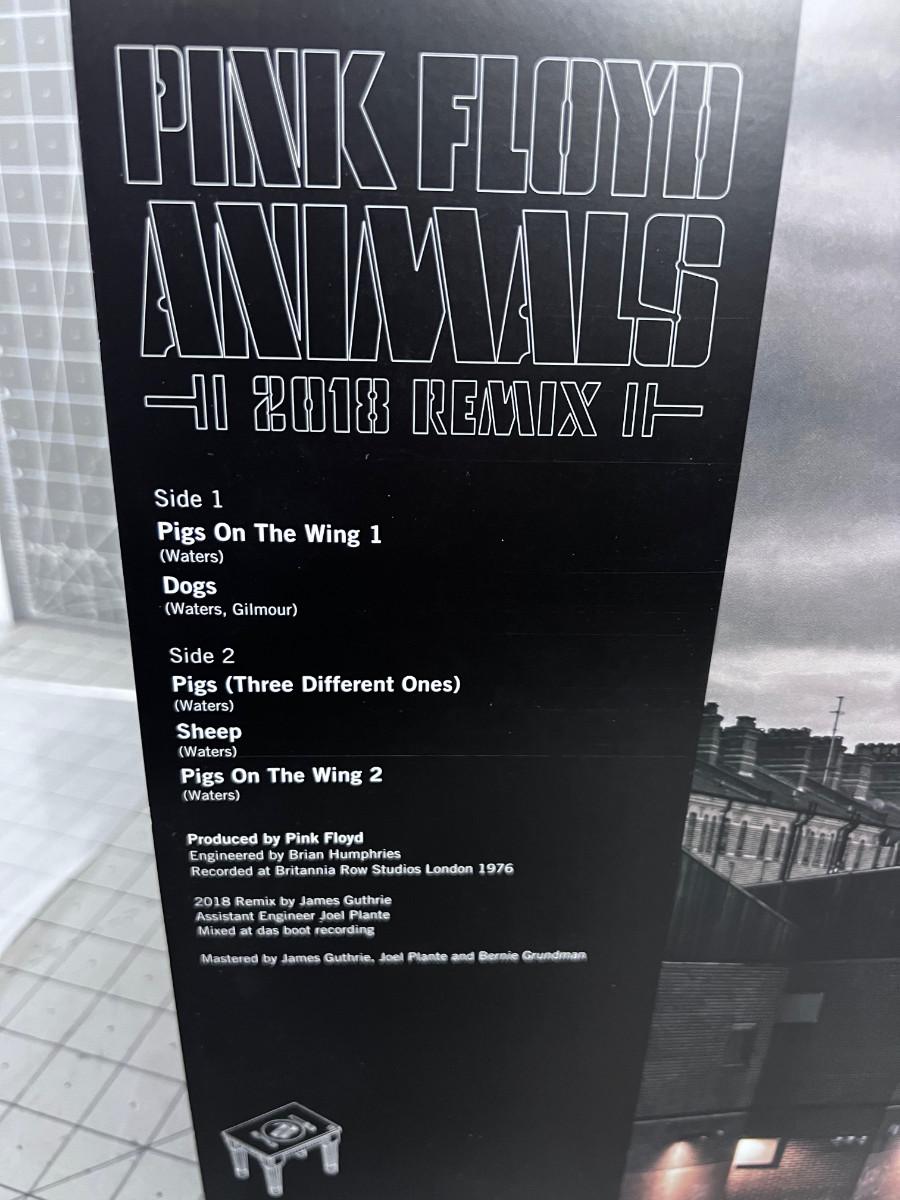 PINK FLOYD
ANIMALS
2018 REMIX
Side 1
Pigs On The Wing 1
(Waters)
Dogs
(Waters, Gilmour)
Side 2
Pigs (Three Different Ones)
(Waters)
Sheep
(Waters)
Pigs On The Wing 2
(Waters)
Produced by Pink Floyd
Engineered by Brian Humphries
Recorded at Britannia Row Studios London 1976
2018 Remix by James Guthrie
Assistant Engineer Joel Plante
Mixed at das boot recording
Mastered by James Guthrie, Joel Plante and Bernie Grundman